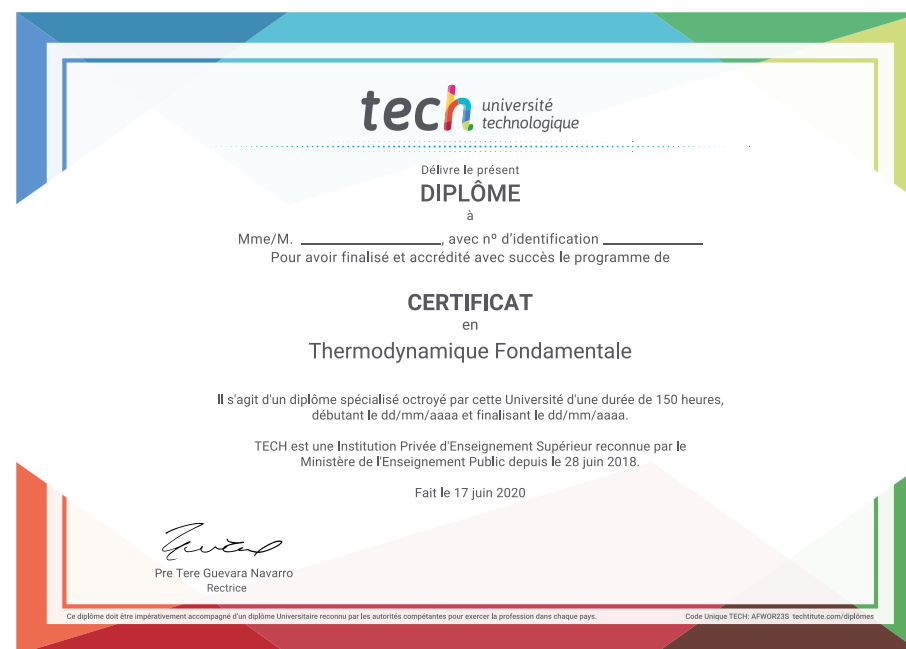 tech université
technologique
Délivre le présent
DIPLÔME
à
Mme/M. ____________________, avec nº d'identification ______________
Pour avoir finalisé et accrédité avec succès le programme de
CERTIFICAT
en
Thermodynamique Fondamentale
Il s'agit d'un diplôme spécialisé octroyé par cette Université d'une durée de 150 heures,
débutant le dd/mm/aaaa et finalisant le dd/mm/aaaa.
TECH est une Institution Privée d'Enseignement Supérieur reconnue par le
Ministère de l'Enseignement Public depuis le 28 juin 2018.
Fait le 17 juin 2020
Pre Tere Guevara Navarro
Rectrice
Ce diplôme doit être impérativement accompagné d'un diplôme Universitaire reconnu par les autorités compétantes pour exercer la profession dans chaque pays.
Code Unique TECH: AFWOR23S techtitute.com/diplômes